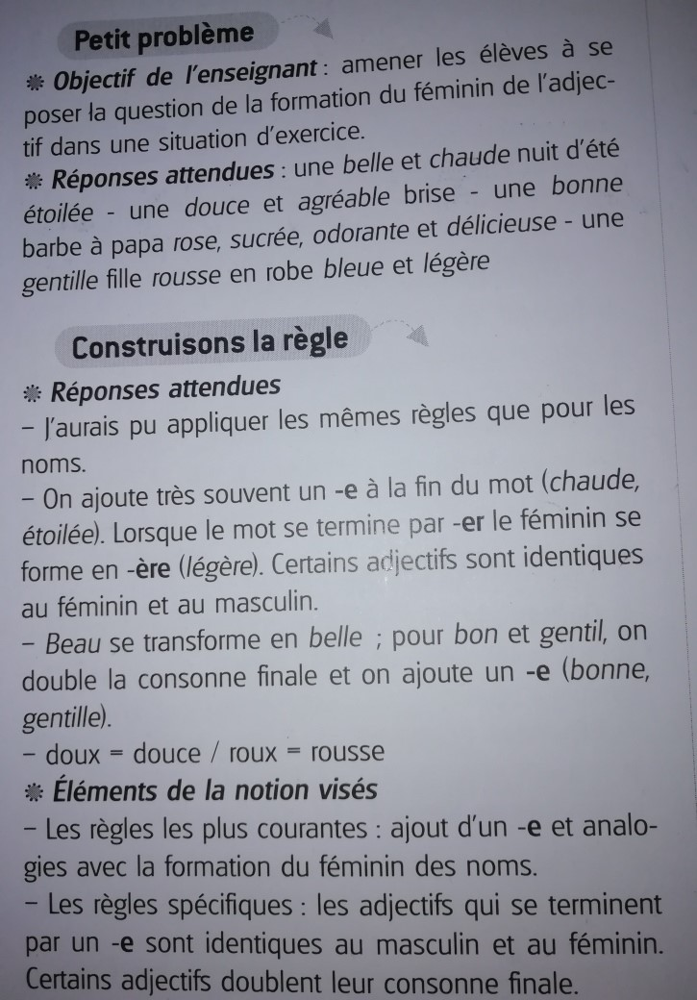 Petit problème
❋ Objectif de l'enseignant : amener les élèves à se
poser la question de la formation du féminin de l'adjec-
tif dans une situation d'exercice.
❋ Réponses attendues : une belle et chaude nuit d'été
étoilée - une douce et agréable brise - une bonne
barbe à papa rose, sucrée, odorante et délicieuse - une
gentille fille rousse en robe bleue et légère
Construisons la règle
❋ Réponses attendues
– J'aurais pu appliquer les mêmes règles que pour les
noms.
– On ajoute très souvent un -e à la fin du mot (chaude,
étoilée). Lorsque le mot se termine par -er le féminin se
forme en -ère (légère). Certains adjectifs sont identiques
au féminin et au masculin.
– Beau se transforme en belle ; pour bon et gentil, on
double la consonne finale et on ajoute un -e (bonne,
gentille).
– doux = douce / roux = rousse
❋ Éléments de la notion visés
– Les règles les plus courantes : ajout d'un -e et analo-
gies avec la formation du féminin des noms.
– Les règles spécifiques : les adjectifs qui se terminent
par un -e sont identiques au masculin et au féminin.
Certains adjectifs doublent leur consonne finale.